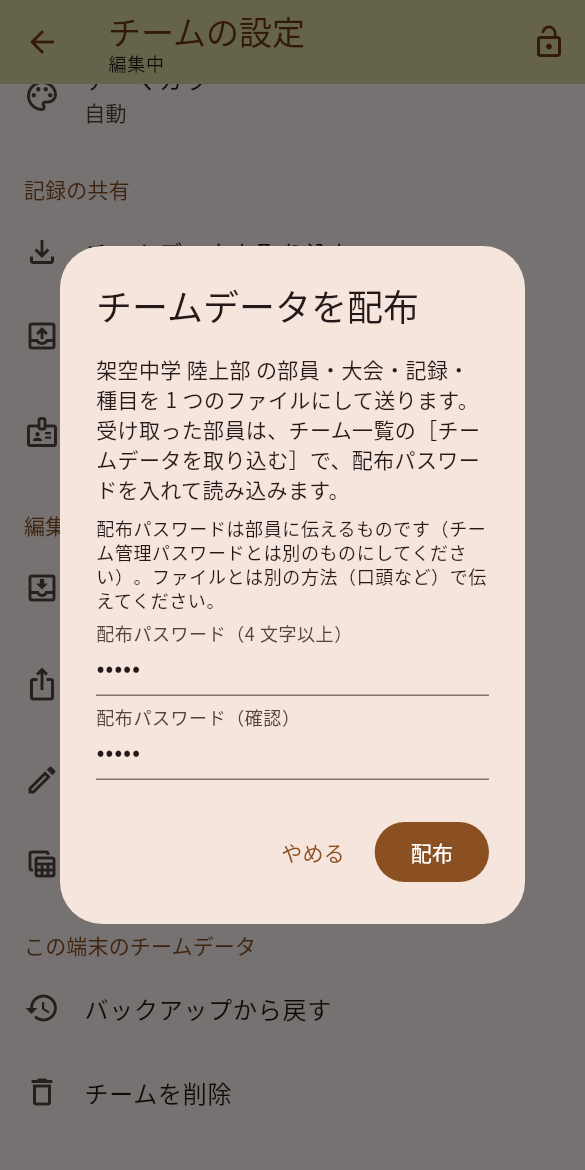 チームの設定
編集中
自動
記録の共有
チームデータを配布
架空中学 陸上部 の部員・大会・記録・
種目を 1 つのファイルにして送ります。
受け取った部員は、チーム一覧の［チー
ムデータを取り込む］で、配布パスワー
ドを入れて読み込みます。
配布パスワードは部員に伝えるものです（チー
ム管理パスワードとは別のものにしてくださ
い）。ファイルとは別の方法（口頭など）で伝
えてください。
配布パスワード（4 文字以上）
•••••
配布パスワード（確認）
•••••
やめる
配布
編集
この端末のチームデータ
バックアップから戻す
チームを削除